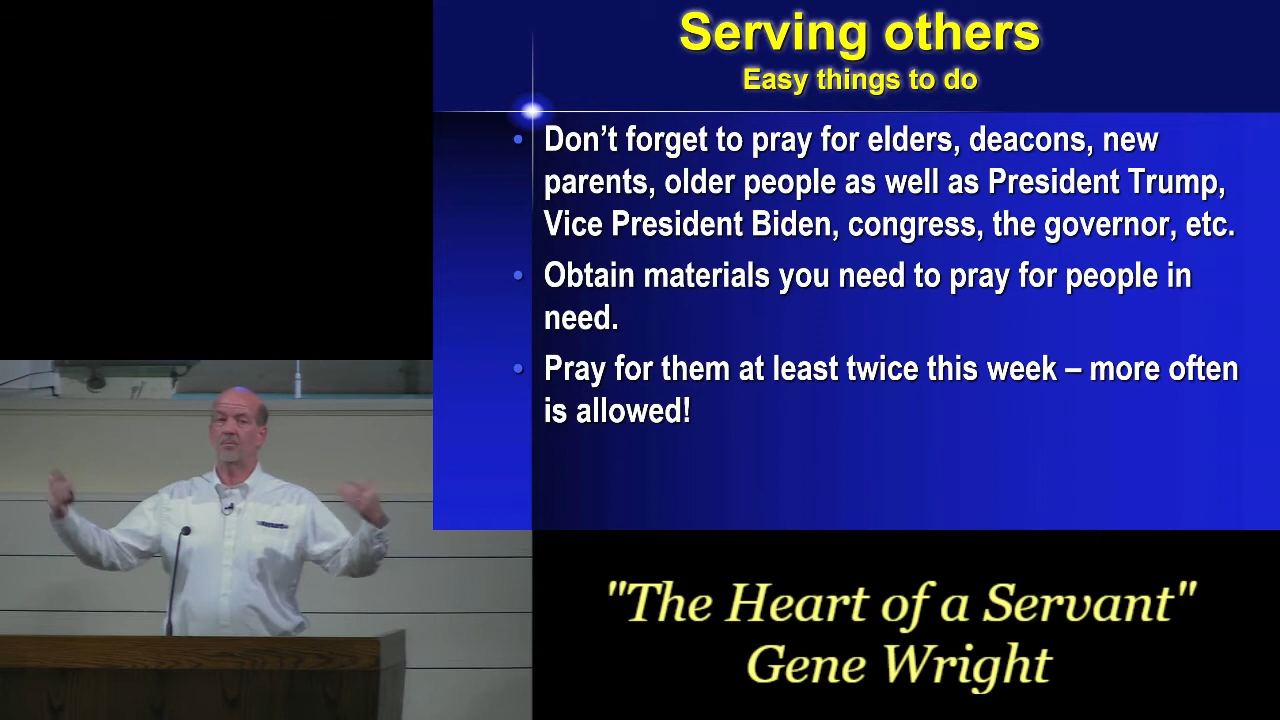 Serving others
Easy things to do
• Don’t forget to pray for elders, deacons, new
parents, older people as well as President Trump,
Vice President Biden, congress, the governor, etc.
• Obtain materials you need to pray for people in
need.
• Pray for them at least twice this week – more often
is allowed!
"The Heart of a Servant"
Gene Wright